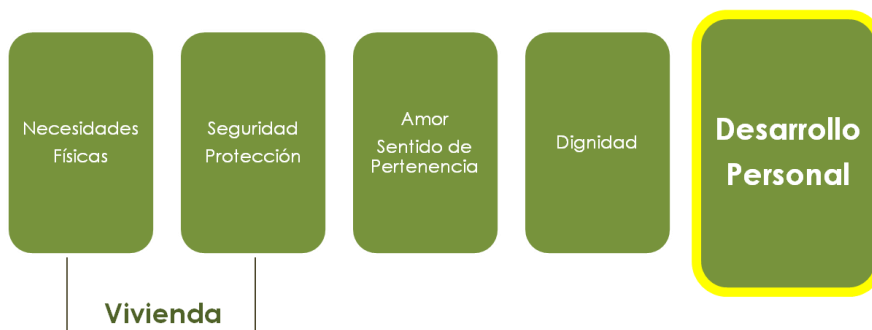 Necesidades
Físicas
Seguridad
Protección
Amor
Sentido de
Pertenencia
Dignidad
Desarrollo
Personal
Vivienda